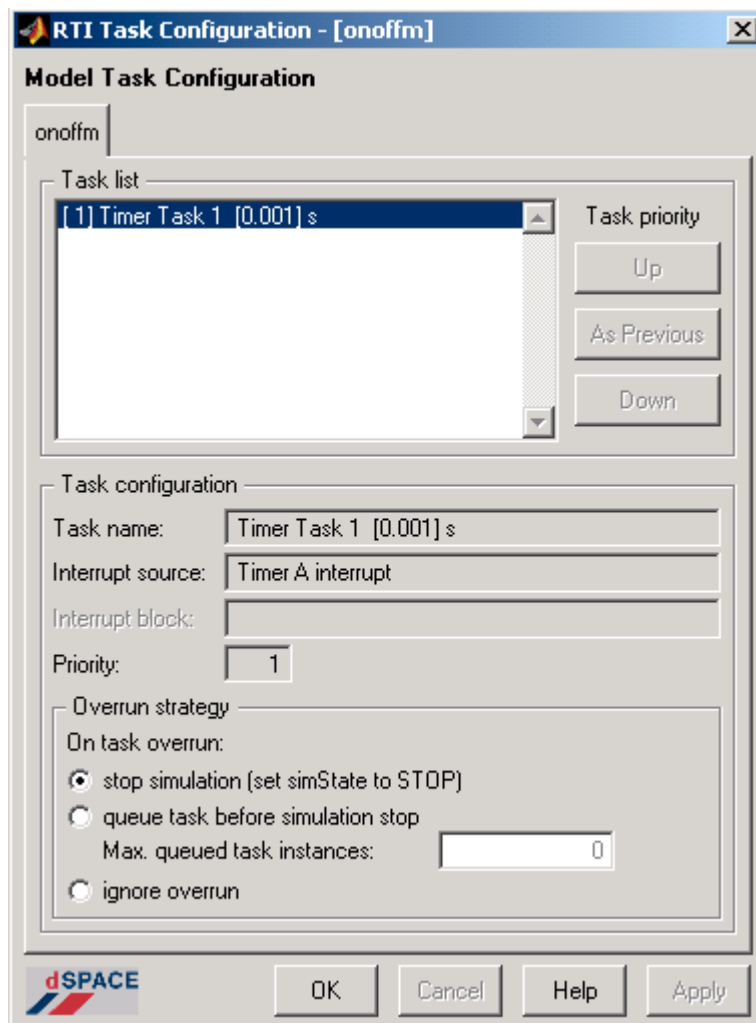 RTI Task Configuration - [onoffm]
Model Task Configuration
onoffm
Task list
[ 1] Timer Task 1 [0.001] s
Task priority
Up
As Previous
Down
Task configuration
Task name: Timer Task 1 [0.001] s
Interrupt source: Timer A interrupt
Interrupt block:
Priority: 1
Overrun strategy
On task overrun:
stop simulation (set simState to STOP)
queue task before simulation stop
Max. queued task instances: 0
ignore overrun
dSPACE OK Cancel Help Apply